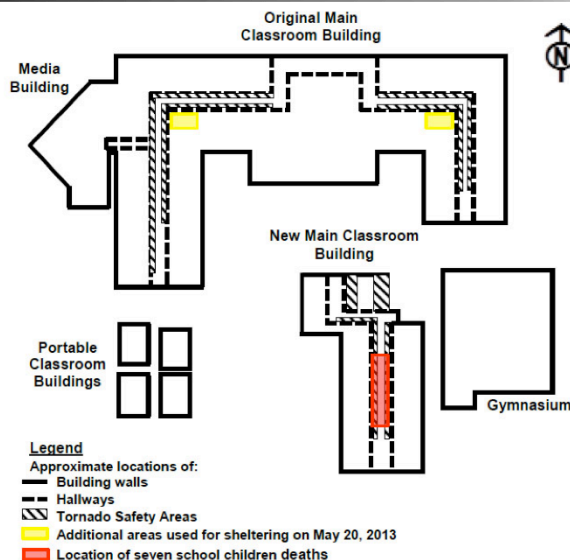 Original Main
Classroom Building
N
Media
Building
New Main Classroom
Building
Portable
Classroom
Buildings
Gymnasium
Legend
Approximate locations of:
Building walls
Hallways
Tornado Safety Areas
Additional areas used for sheltering on May 20, 2013
Location of seven school children deaths